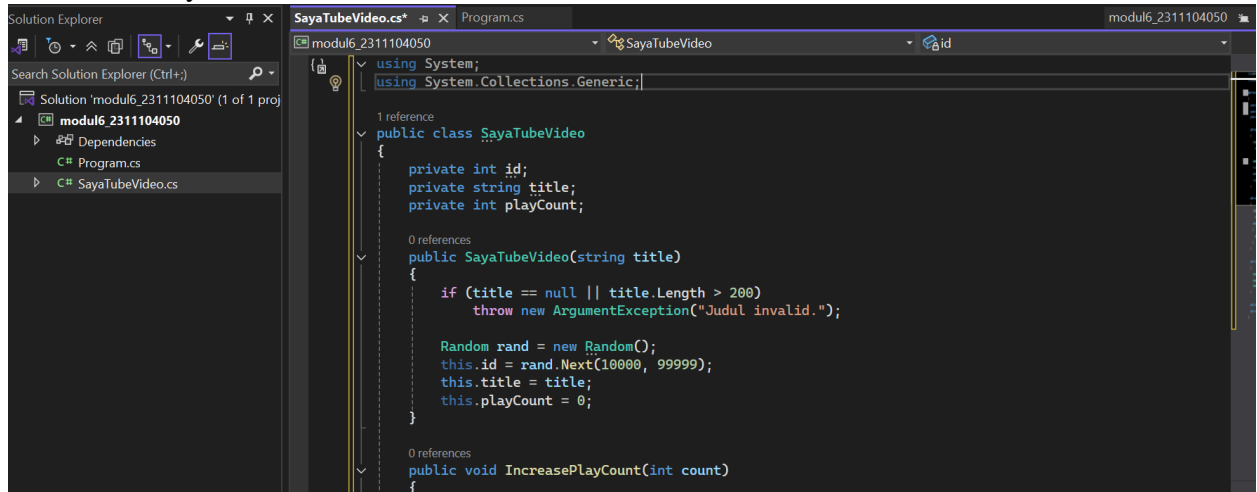 Solution Explorer
Search Solution Explorer (Ctrl+;)
Solution 'modul6_2311104050' (1 of 1 proj
C# modul6_2311104050
Dependencies
C# Program.cs
C# SayaTubeVideo.cs
SayaTubeVideo.cs* Program.cs modul6_2311104050
C# modul6_2311104050 SayaTubeVideo id
using System;
using System.Collections.Generic;
1 reference
public class SayaTubeVideo
{
private int id;
private string title;
private int playCount;
0 references
public SayaTubeVideo(string title)
{
if (title == null || title.Length > 200)
throw new ArgumentException("Judul invalid.");
Random rand = new Random();
this.id = rand.Next(10000, 99999);
this.title = title;
this.playCount = 0;
}
0 references
public void IncreasePlayCount(int count)
{